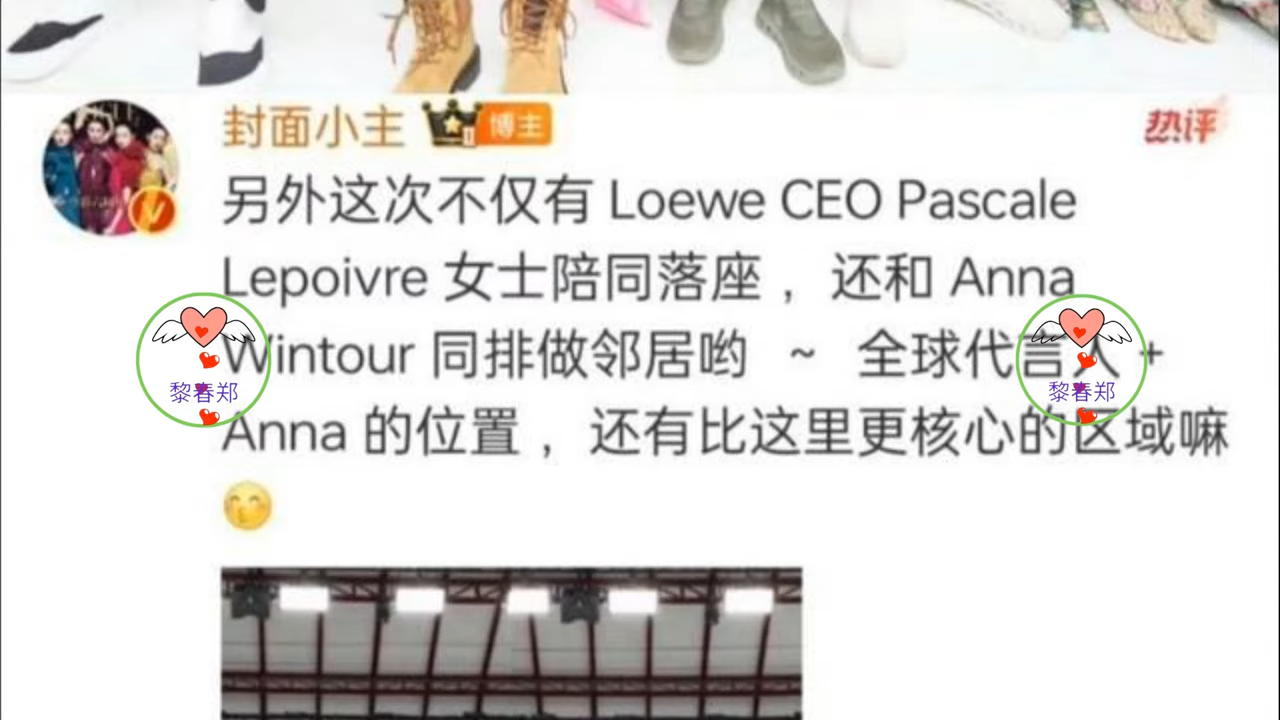 封面小主 博主
热评
另外这次不仅有 Loewe CEO Pascale
Lepoivre 女士陪同落座，还和 Anna
Wintour 同排做邻居哟 ~ 全球代言人 +
Anna 的位置，还有比这里更核心的区域嘛
黎春郑
黎春郑